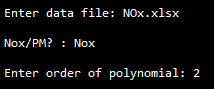 Enter data file: NOx.xlsx
Nox/PM? : Nox
Enter order of polynomial: 2